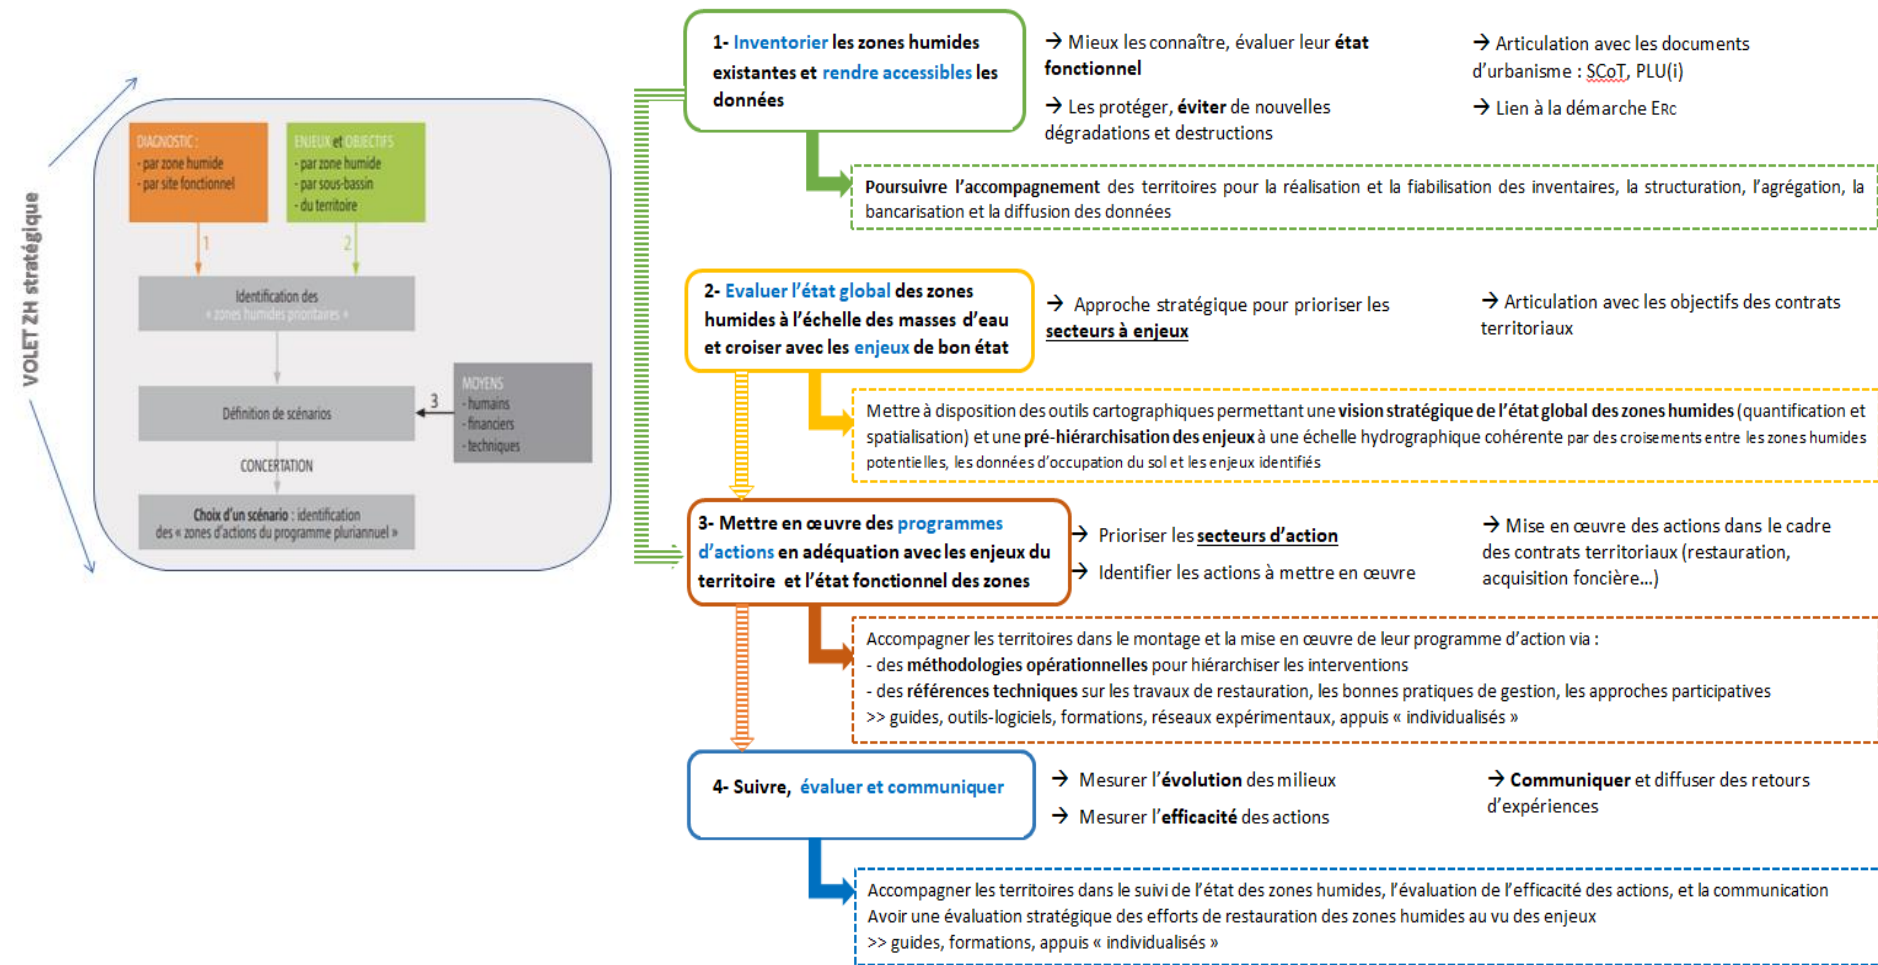 VOLET ZH stratégique
DIAGNOSTIC :
- par zone humide
- par site fonctionnel
ENJEUX et OBJECTIFS
- par zone humide
- par sous-bassin
- du territoire
1
2
Identification des
« zones humides prioritaires »
Définition de scénarios
3
MOYENS
- humains
- financiers
- techniques
CONCERTATION
Choix d'un scénario : identification
des « zones d'actions du programme pluriannuel »
1- Inventorier les zones humides
existantes et rendre accessibles les
données
→ Mieux les connaître, évaluer leur état
fonctionnel
→ Les protéger, éviter de nouvelles
dégradations et destructions
→ Articulation avec les documents
d'urbanisme : SCoT, PLU(i)
→ Lien à la démarche ERC
Poursuivre l'accompagnement des territoires pour la réalisation et la fiabilisation des inventaires, la structuration, l'agrégation, la
bancarisation et la diffusion des données
2- Evaluer l'état global des zones
humides à l'échelle des masses d'eau
et croiser avec les enjeux de bon état
→ Approche stratégique pour prioriser les
secteurs à enjeux
→ Articulation avec les objectifs des contrats
territoriaux
Mettre à disposition des outils cartographiques permettant une vision stratégique de l'état global des zones humides (quantification et
spatialisation) et une pré-hiérarchisation des enjeux à une échelle hydrographique cohérente par des croisements entre les zones humides
potentielles, les données d'occupation du sol et les enjeux identifiés
3- Mettre en œuvre des programmes
d'actions en adéquation avec les enjeux du
territoire et l'état fonctionnel des zones
→ Prioriser les secteurs d'action
→ Identifier les actions à mettre en œuvre
→ Mise en œuvre des actions dans le cadre
des contrats territoriaux (restauration,
acquisition foncière…)
Accompagner les territoires dans le montage et la mise en œuvre de leur programme d'action via :
- des méthodologies opérationnelles pour hiérarchiser les interventions
- des références techniques sur les travaux de restauration, les bonnes pratiques de gestion, les approches participatives
>> guides, outils-logiciels, formations, réseaux expérimentaux, appuis « individualisés »
4- Suivre, évaluer et communiquer
→ Mesurer l'évolution des milieux
→ Mesurer l'efficacité des actions
→ Communiquer et diffuser des retours
d'expériences
Accompagner les territoires dans le suivi de l'état des zones humides, l'évaluation de l'efficacité des actions, et la communication
Avoir une évaluation stratégique des efforts de restauration des zones humides au vu des enjeux
>> guides, formations, appuis « individualisés »